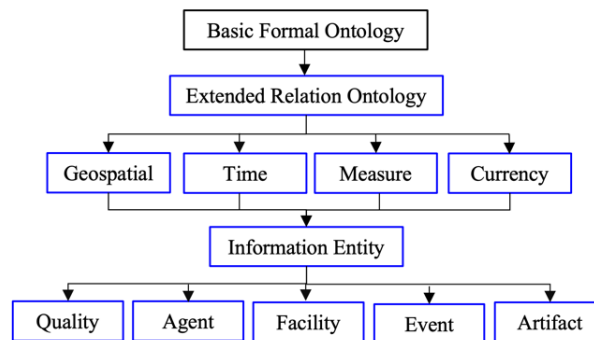 Basic Formal Ontology
Extended Relation Ontology
Geospatial Time Measure Currency
Information Entity
Quality Agent Facility Event Artifact